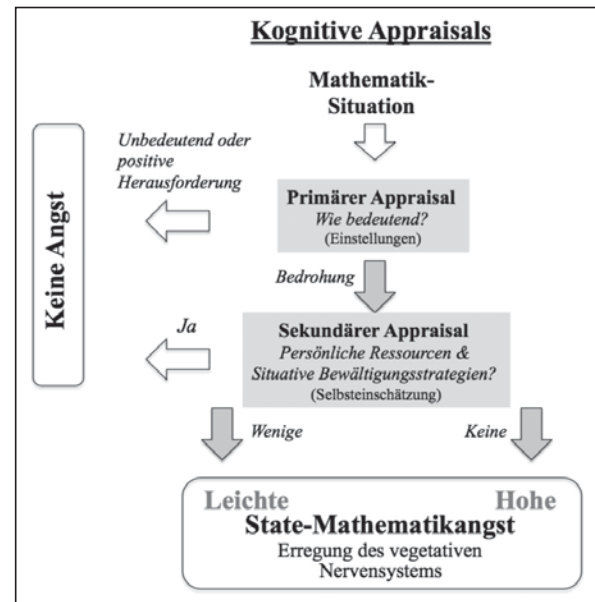 Kognitive Appraisals
Mathematik-
Situation
Unbedeutend oder
positive
Herausforderung
Primärer Appraisal
Wie bedeutend?
(Einstellungen)
Keine Angst
Bedrohung
Ja
Sekundärer Appraisal
Persönliche Ressourcen &
Situative Bewältigungsstrategien?
(Selbsteinschätzung)
Wenige
Keine
Leichte Hohe
State-Mathematikangst
Erregung des vegetativen
Nervensystems